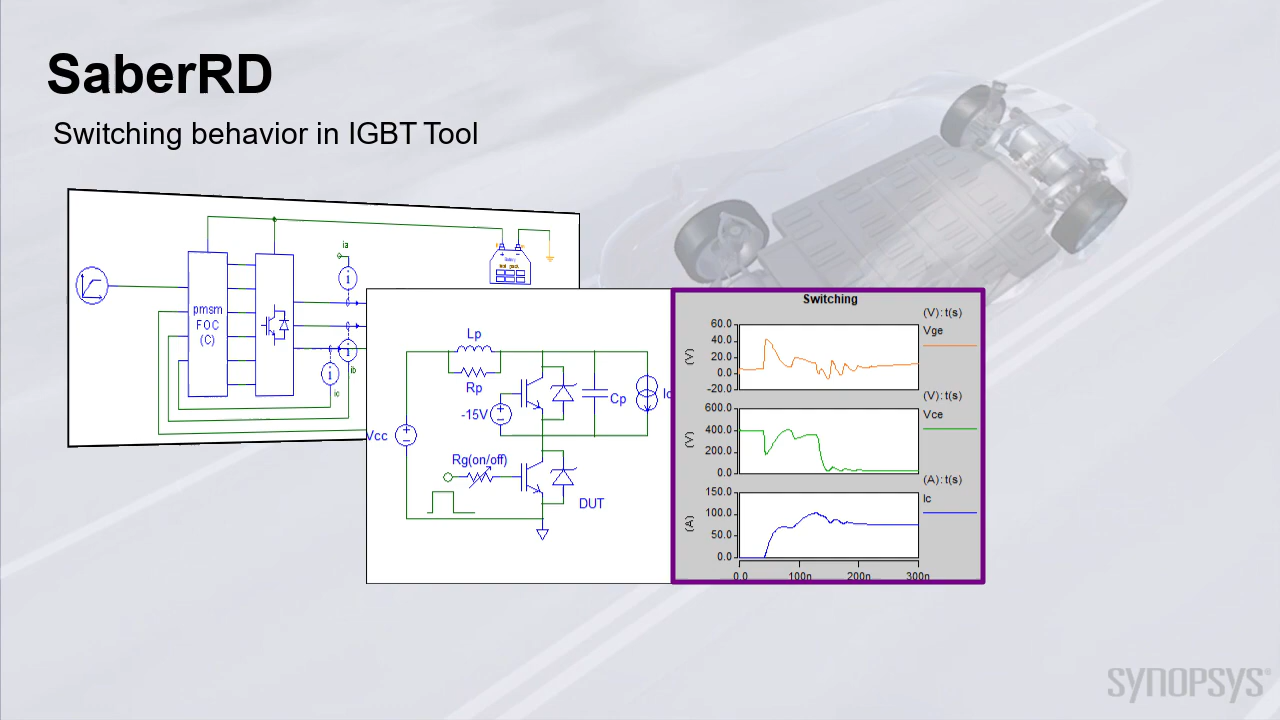 SaberRD
Switching behavior in IGBT Tool
ia
pmsm
FOC
(C)
i
i
ib
i
ic
Lp
Rp
-15V
Cp
Vcc
Rg(on/off)
DUT
Switching
(V) : t(s)
Vge
60.0
40.0
20.0
0.0
-20.0
(V)
(V) : t(s)
Vce
600.0
400.0
200.0
0.0
(V)
(A) : t(s)
Ic
150.0
100.0
50.0
0.0
(A)
0.0 100n 200n 300n
SYNOPSYS®